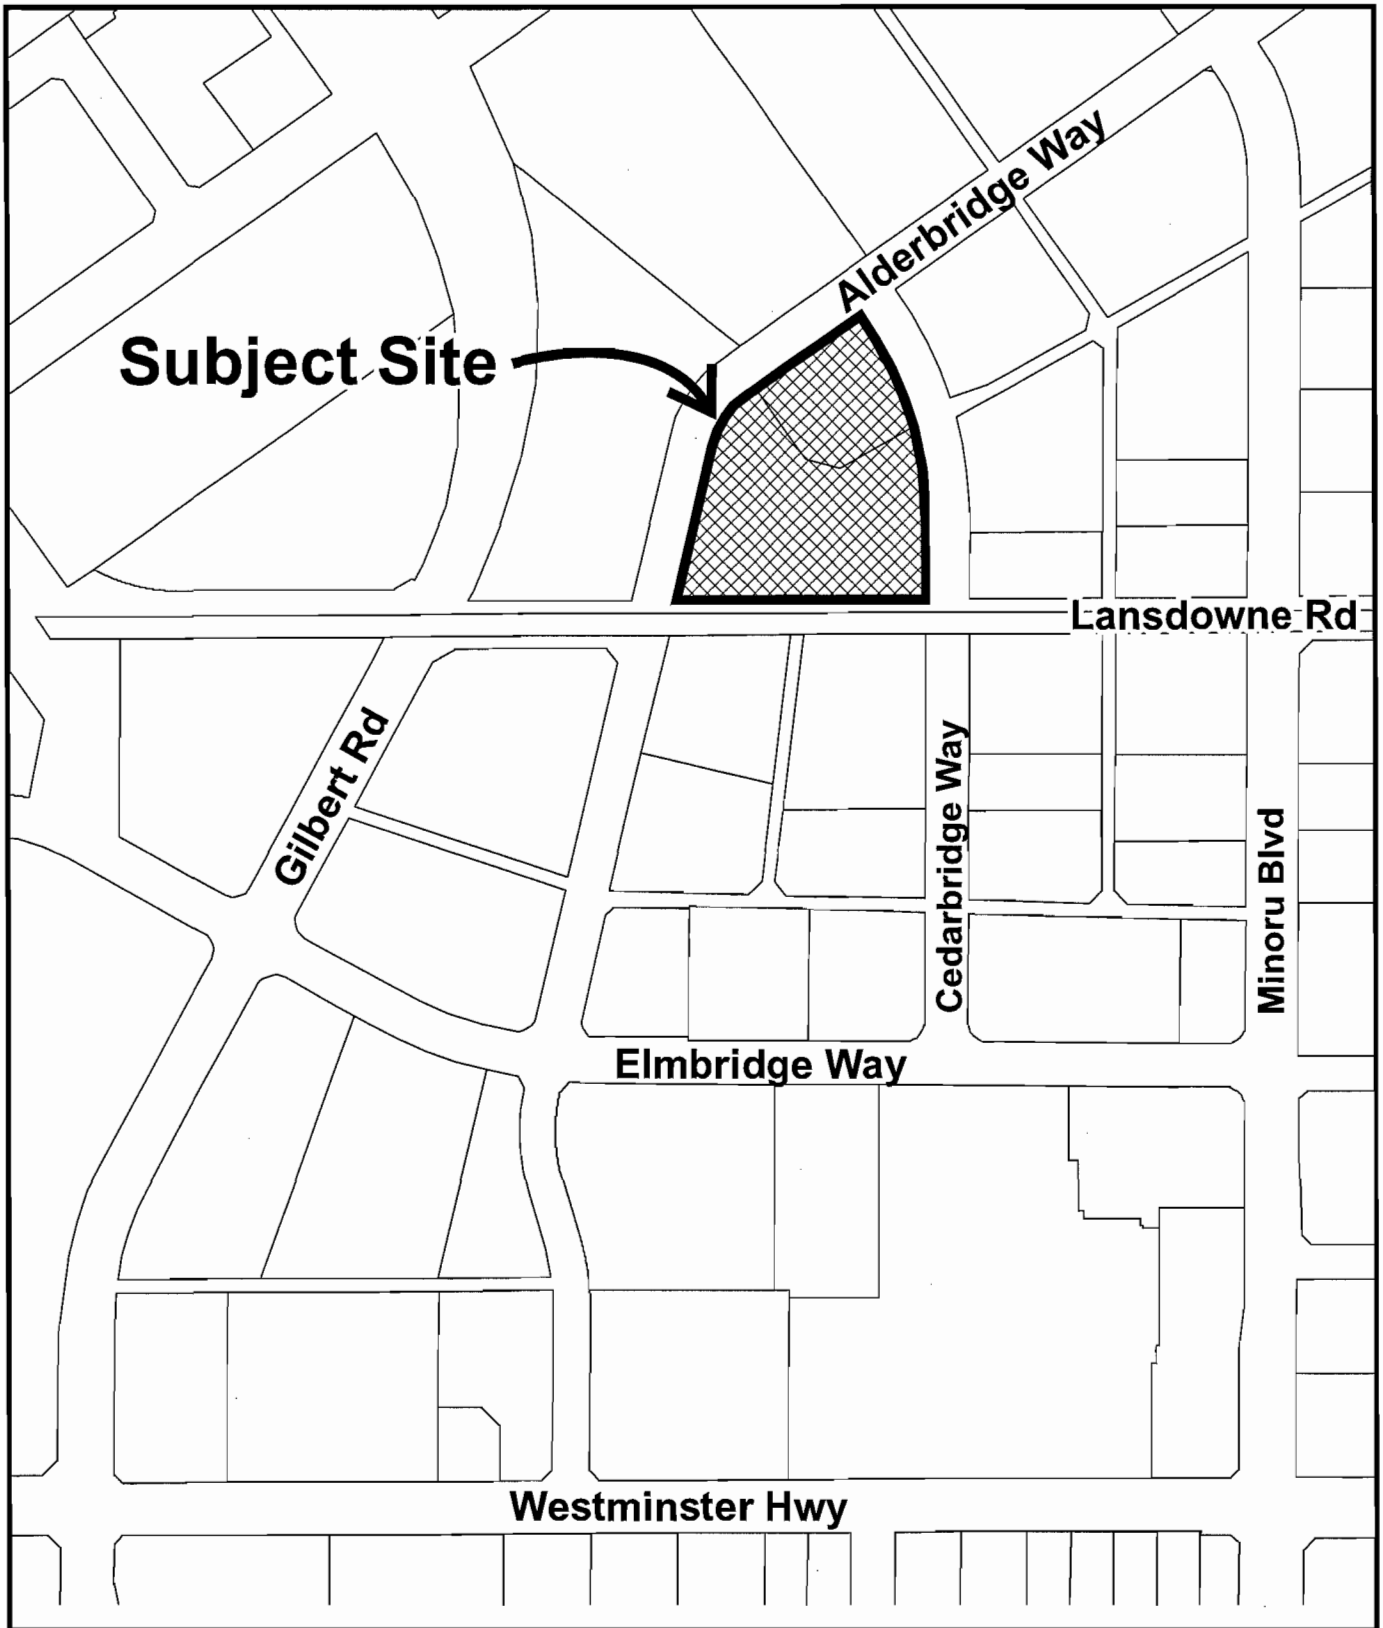 Alderbridge Way
Subject Site
Lansdowne Rd
Gilbert Rd
Cedarbridge Way
Minoru Blvd
Elmbridge Way
Westminster Hwy